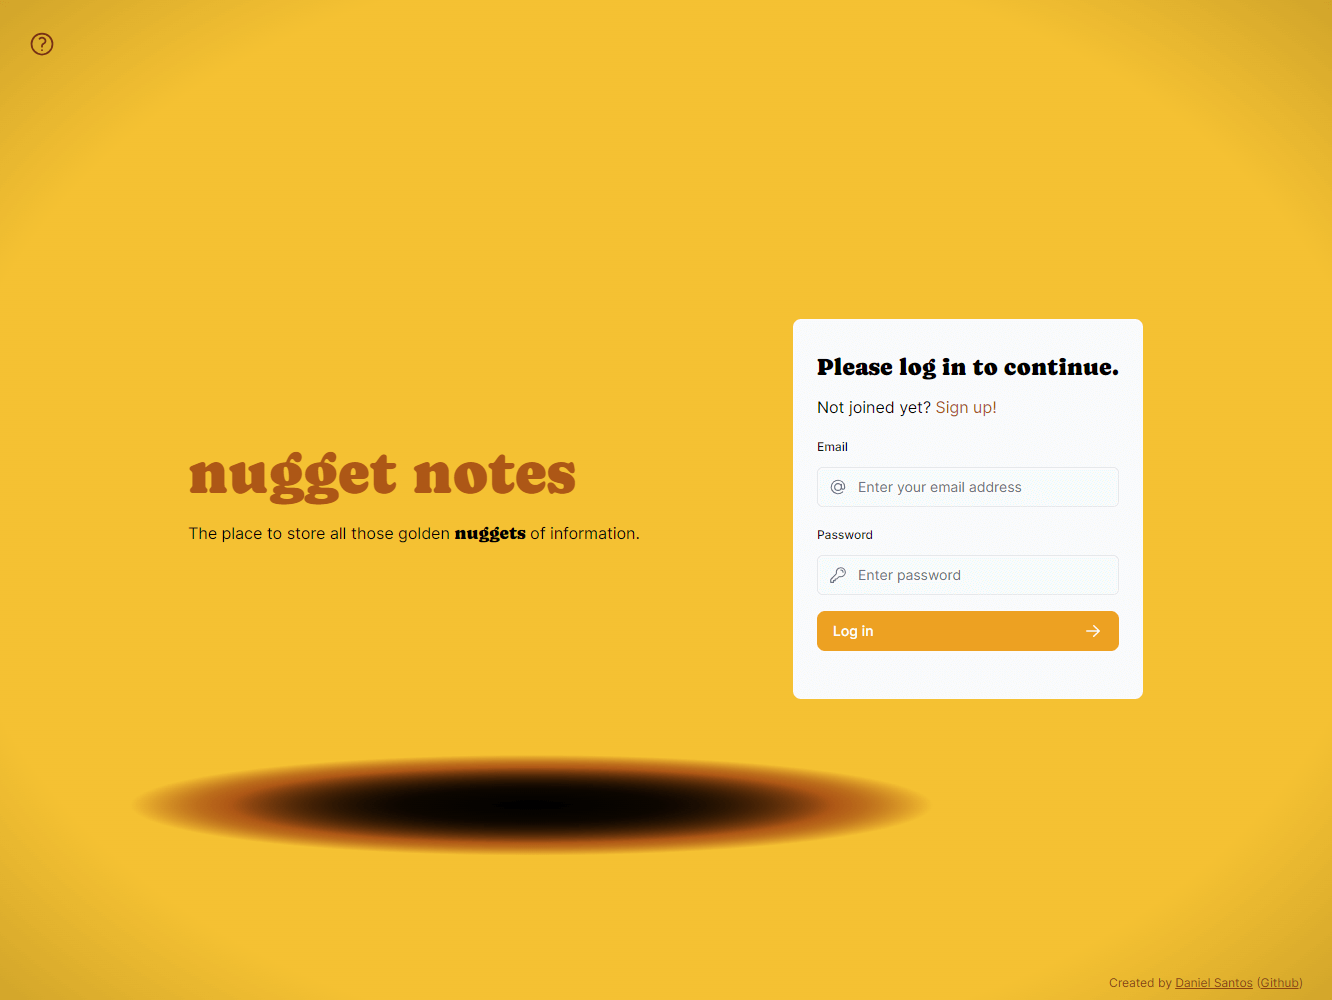 nugget notes
The place to store all those golden nuggets of information.
Please log in to continue.
Not joined yet? Sign up!
Email
Enter your email address
Password
Enter password
Log in
Created by Daniel Santos (Github)